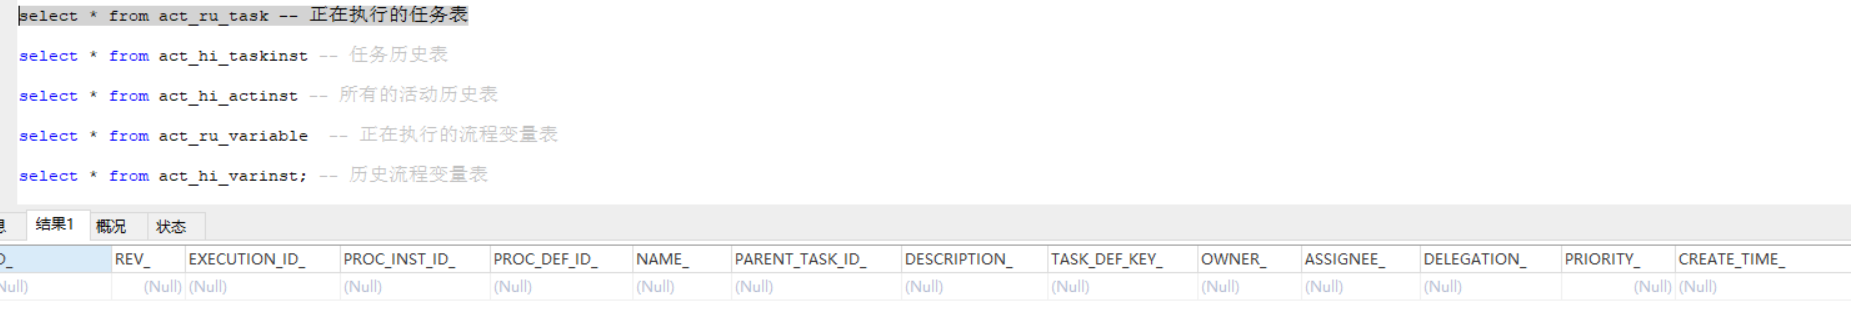 select * from act_ru_task -- 正在执行的任务表
select * from act_hi_taskinst -- 任务历史表
select * from act_hi_actinst -- 所有的活动历史表
select * from act_ru_variable  -- 正在执行的流程变量表
select * from act_hi_varinst; -- 历史流程变量表
息 结果1 概况 状态
D_ REV_ EXECUTION_ID_ PROC_INST_ID_ PROC_DEF_ID_ NAME_ PARENT_TASK_ID_ DESCRIPTION_ TASK_DEF_KEY_ OWNER_ ASSIGNEE_ DELEGATION_ PRIORITY_ CREATE_TIME_
Null) (Null) (Null) (Null) (Null) (Null) (Null) (Null) (Null) (Null) (Null) (Null) (Null) (Null)